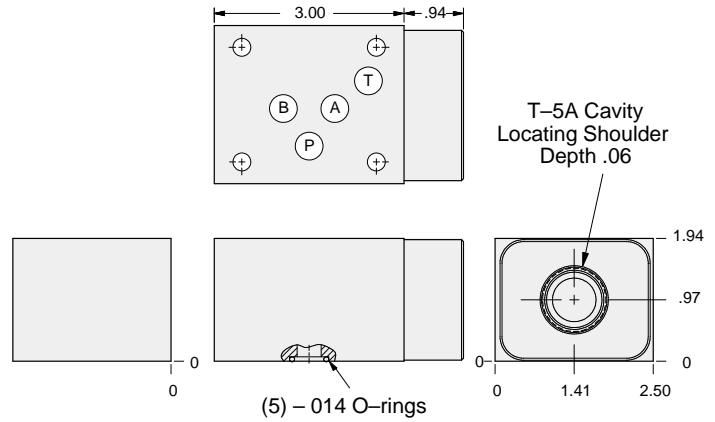 3.00
.94
T
B
A
P
T–5A Cavity
Locating Shoulder
Depth .06
1.94
.97
0
0
0
0
0
1.41
2.50
(5) – 014 O–rings